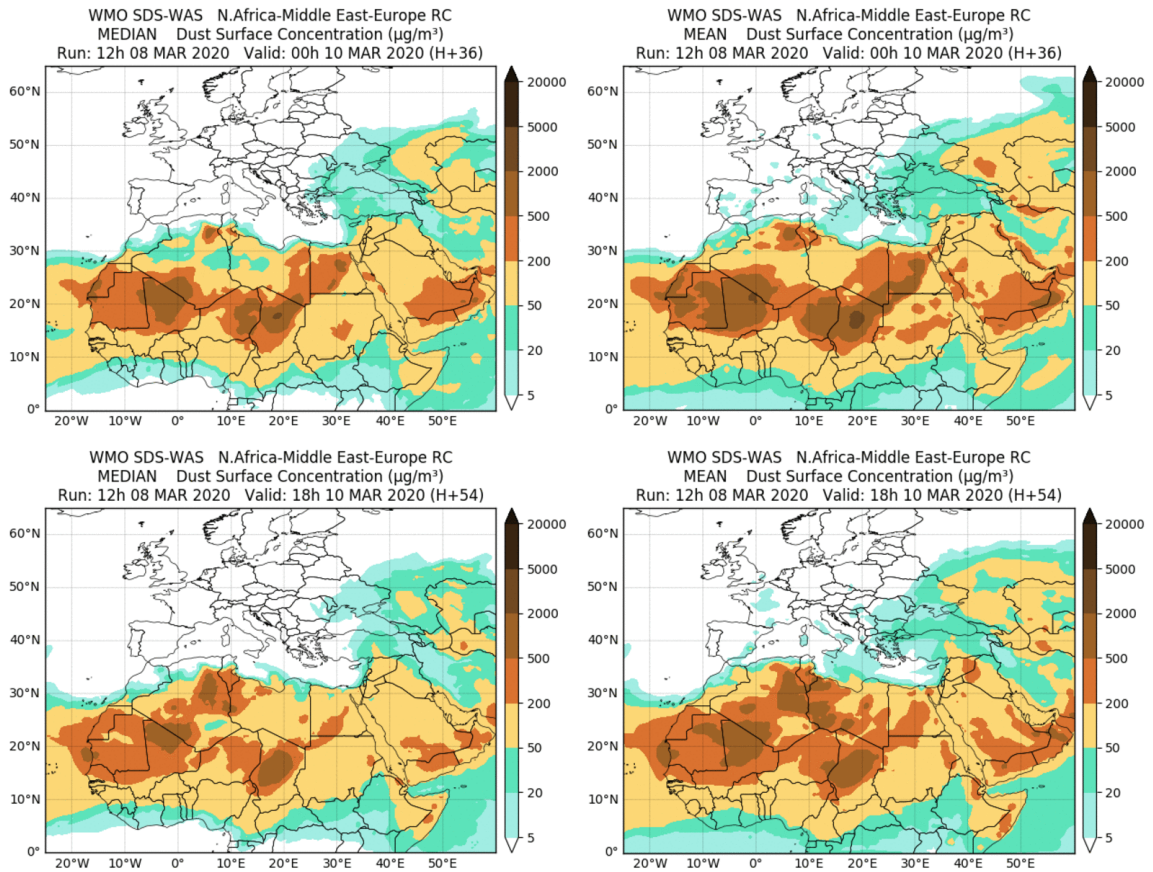 WMO SDS-WAS   N.Africa-Middle East-Europe RC
MEDIAN    Dust Surface Concentration (µg/m³)
Run: 12h 08 MAR 2020   Valid: 00h 10 MAR 2020 (H+36)
60°N
50°N
40°N
30°N
20°N
10°N
0°
20°W 10°W 0° 10°E 20°E 30°E 40°E 50°E
20000
5000
2000
500
200
50
20
5
WMO SDS-WAS   N.Africa-Middle East-Europe RC
MEAN    Dust Surface Concentration (µg/m³)
Run: 12h 08 MAR 2020   Valid: 00h 10 MAR 2020 (H+36)
60°N
50°N
40°N
30°N
20°N
10°N
0°
20°W 10°W 0° 10°E 20°E 30°E 40°E 50°E
20000
5000
2000
500
200
50
20
5
WMO SDS-WAS   N.Africa-Middle East-Europe RC
MEDIAN    Dust Surface Concentration (µg/m³)
Run: 12h 08 MAR 2020   Valid: 18h 10 MAR 2020 (H+54)
60°N
50°N
40°N
30°N
20°N
10°N
0°
20°W 10°W 0° 10°E 20°E 30°E 40°E 50°E
20000
5000
2000
500
200
50
20
5
WMO SDS-WAS   N.Africa-Middle East-Europe RC
MEAN    Dust Surface Concentration (µg/m³)
Run: 12h 08 MAR 2020   Valid: 18h 10 MAR 2020 (H+54)
60°N
50°N
40°N
30°N
20°N
10°N
0°
20°W 10°W 0° 10°E 20°E 30°E 40°E 50°E
20000
5000
2000
500
200
50
20
5